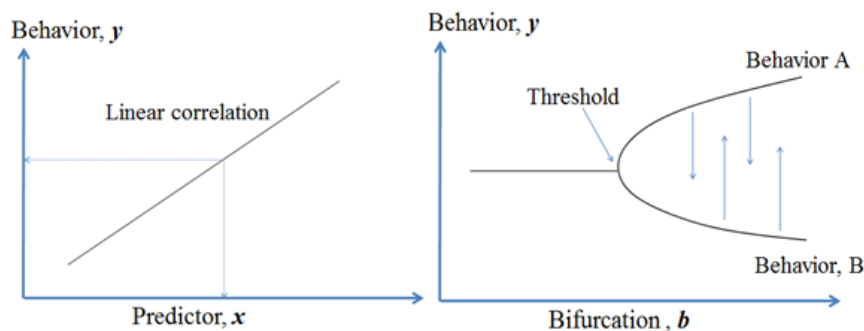 Behavior, y
Linear correlation
Predictor, x
Behavior, y
Behavior A
Threshold
Behavior, B
Bifurcation , b